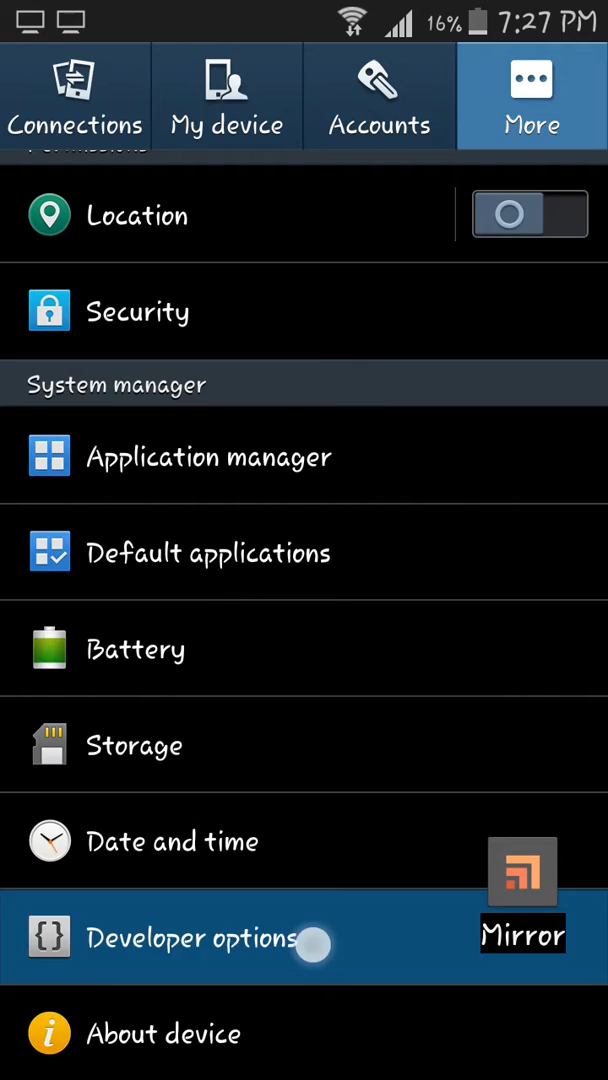 16% 7:27 PM
Connections My device Accounts More
Location
Security
System manager
Application manager
Default applications
Battery
Storage
Date and time
Developer options
Mirror
About device